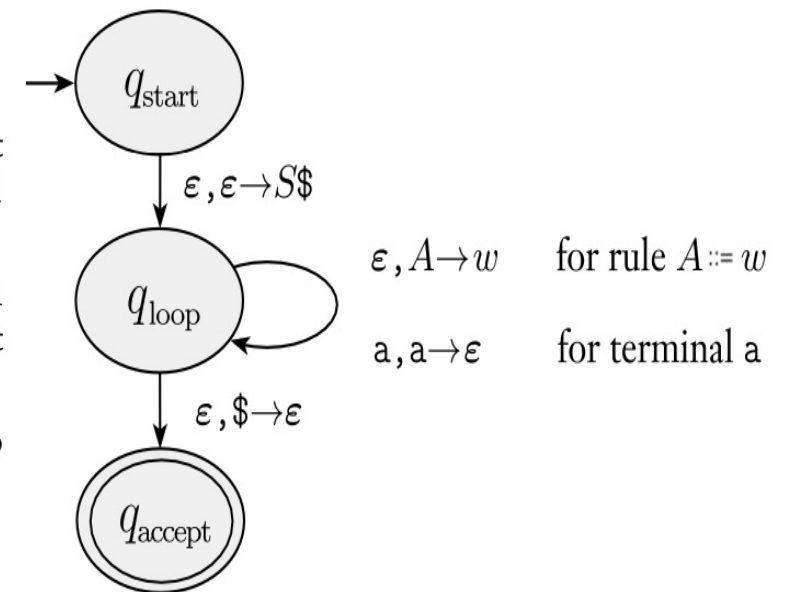 q_start
ε,ε→S$
q_loop
ε,A→w for rule A ::= w
a,a→ε for terminal a
ε,$→ε
q_accept